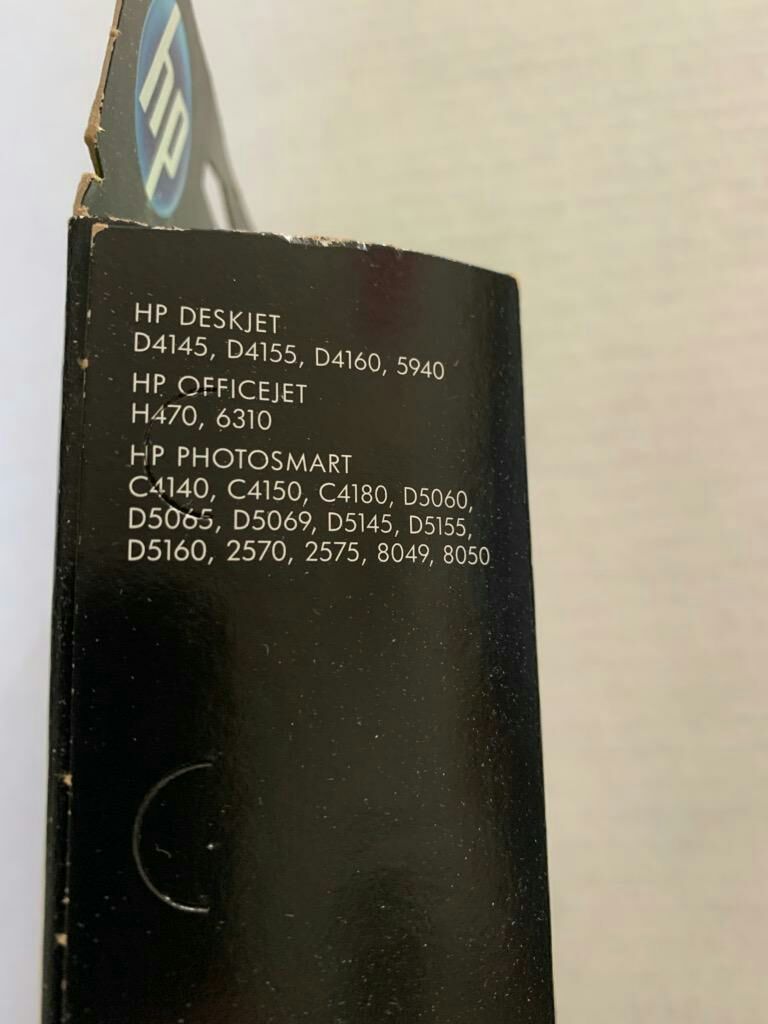 hp
HP DESKJET
D4145, D4155, D4160, 5940
HP OFFICEJET
H470, 6310
HP PHOTOSMART
C4140, C4150, C4180, D5060,
D5065, D5069, D5145, D5155,
D5160, 2570, 2575, 8049, 8050